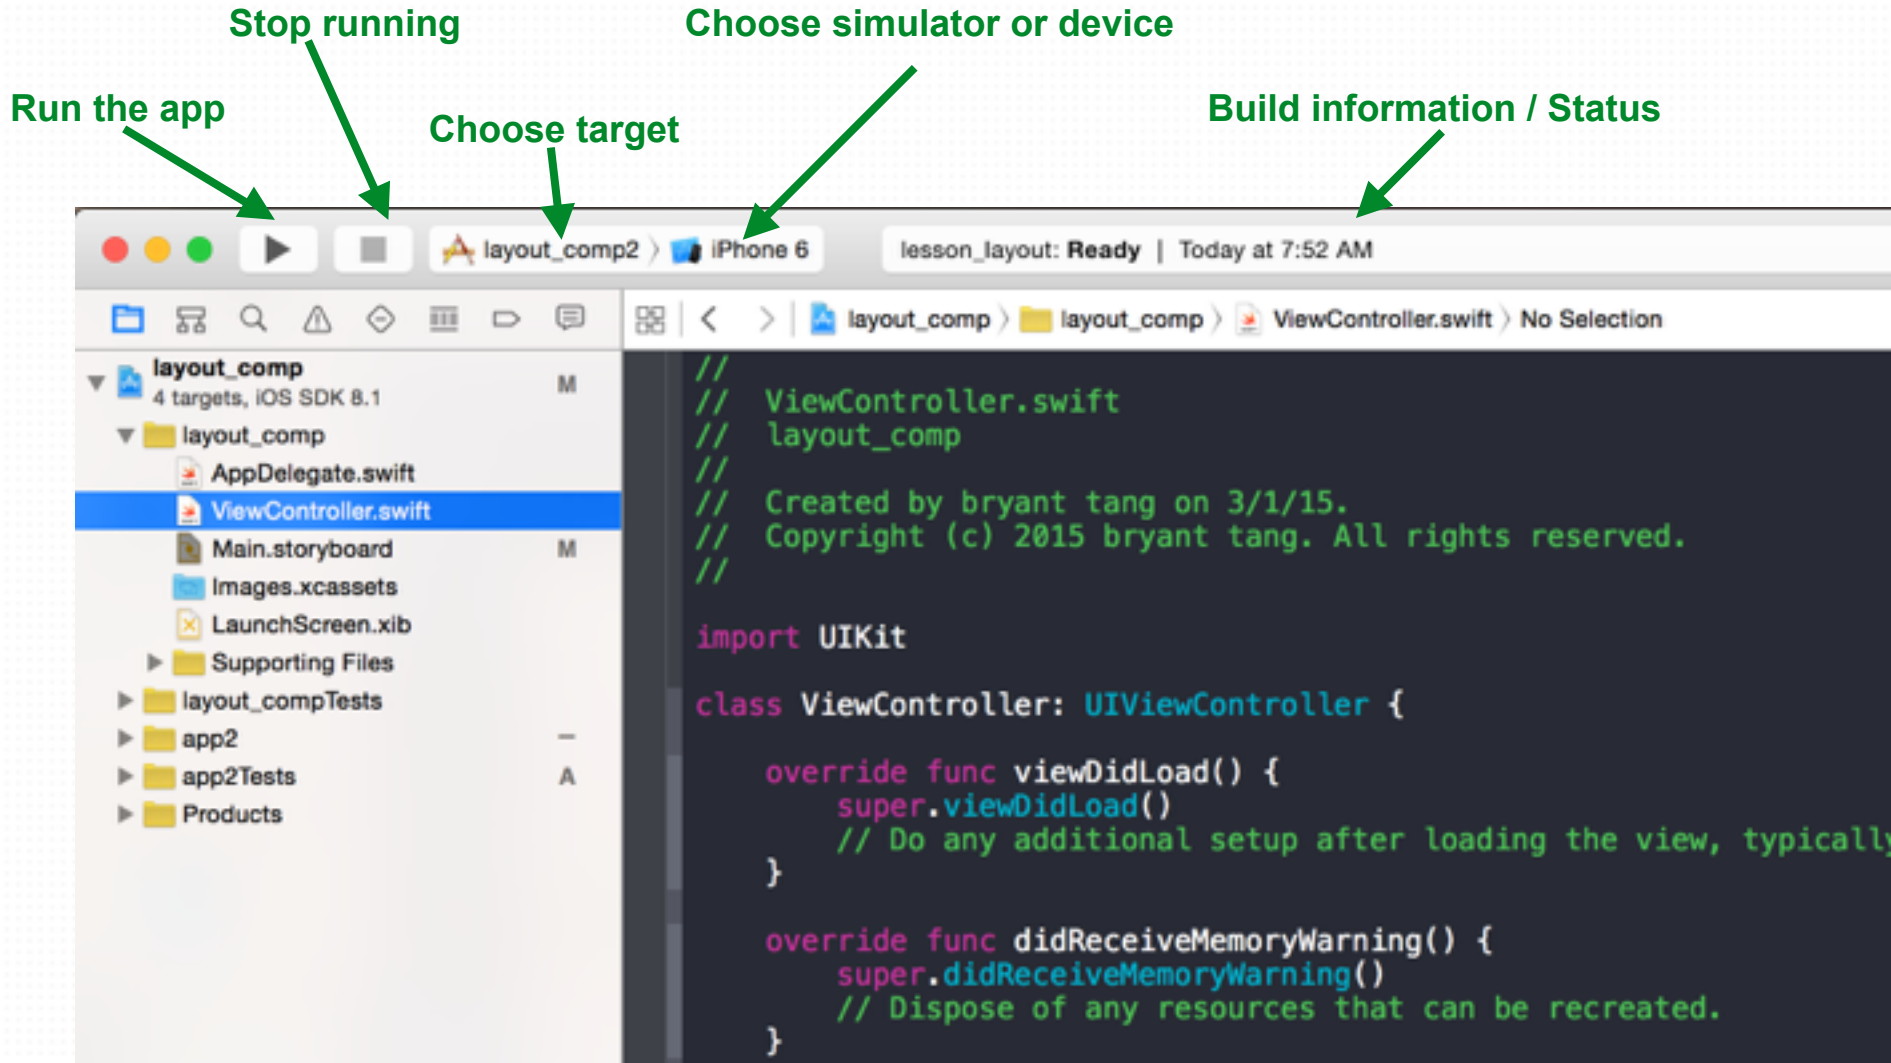 Stop running
Choose simulator or device
Run the app
Choose target
Build information / Status
layout_comp2 〉 iPhone 6
lesson_layout: Ready | Today at 7:52 AM
layout_comp 〉 layout_comp 〉 ViewController.swift 〉 No Selection
layout_comp
4 targets, iOS SDK 8.1 M
layout_comp
AppDelegate.swift
ViewController.swift
Main.storyboard M
Images.xcassets
LaunchScreen.xib
Supporting Files
layout_compTests
app2 –
app2Tests A
Products
//
//  ViewController.swift
//  layout_comp
//
//  Created by bryant tang on 3/1/15.
//  Copyright (c) 2015 bryant tang. All rights reserved.
//
import UIKit
class ViewController: UIViewController {
    override func viewDidLoad() {
        super.viewDidLoad()
        // Do any additional setup after loading the view, typically
    }
    override func didReceiveMemoryWarning() {
        super.didReceiveMemoryWarning()
        // Dispose of any resources that can be recreated.
    }